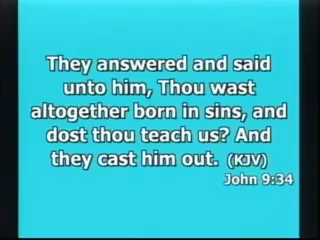 They answered and said
unto him, Thou wast
altogether born in sins, and
dost thou teach us? And
they cast him out. (KJV)
John 9:34